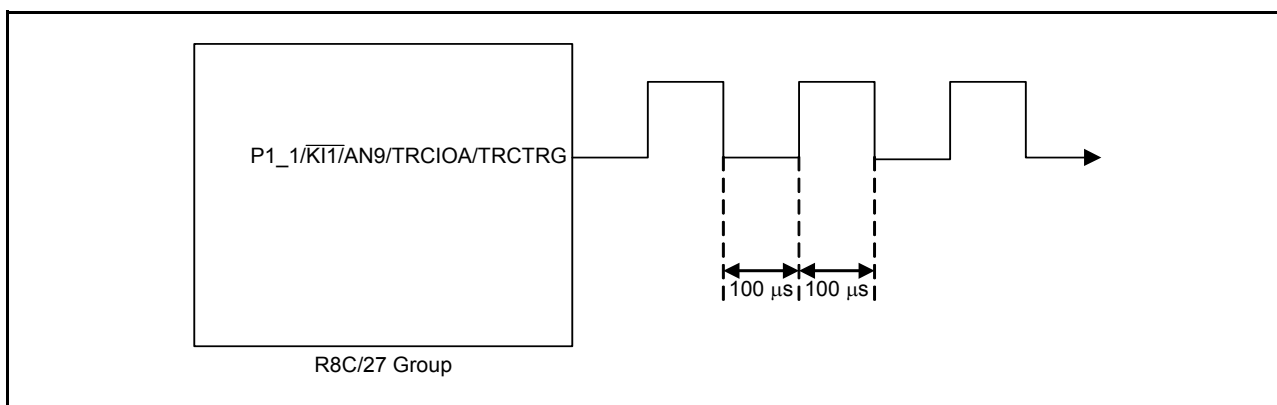 P1_1/KI1/AN9/TRCIOA/TRCTRG
100 μs 100 μs
R8C/27 Group